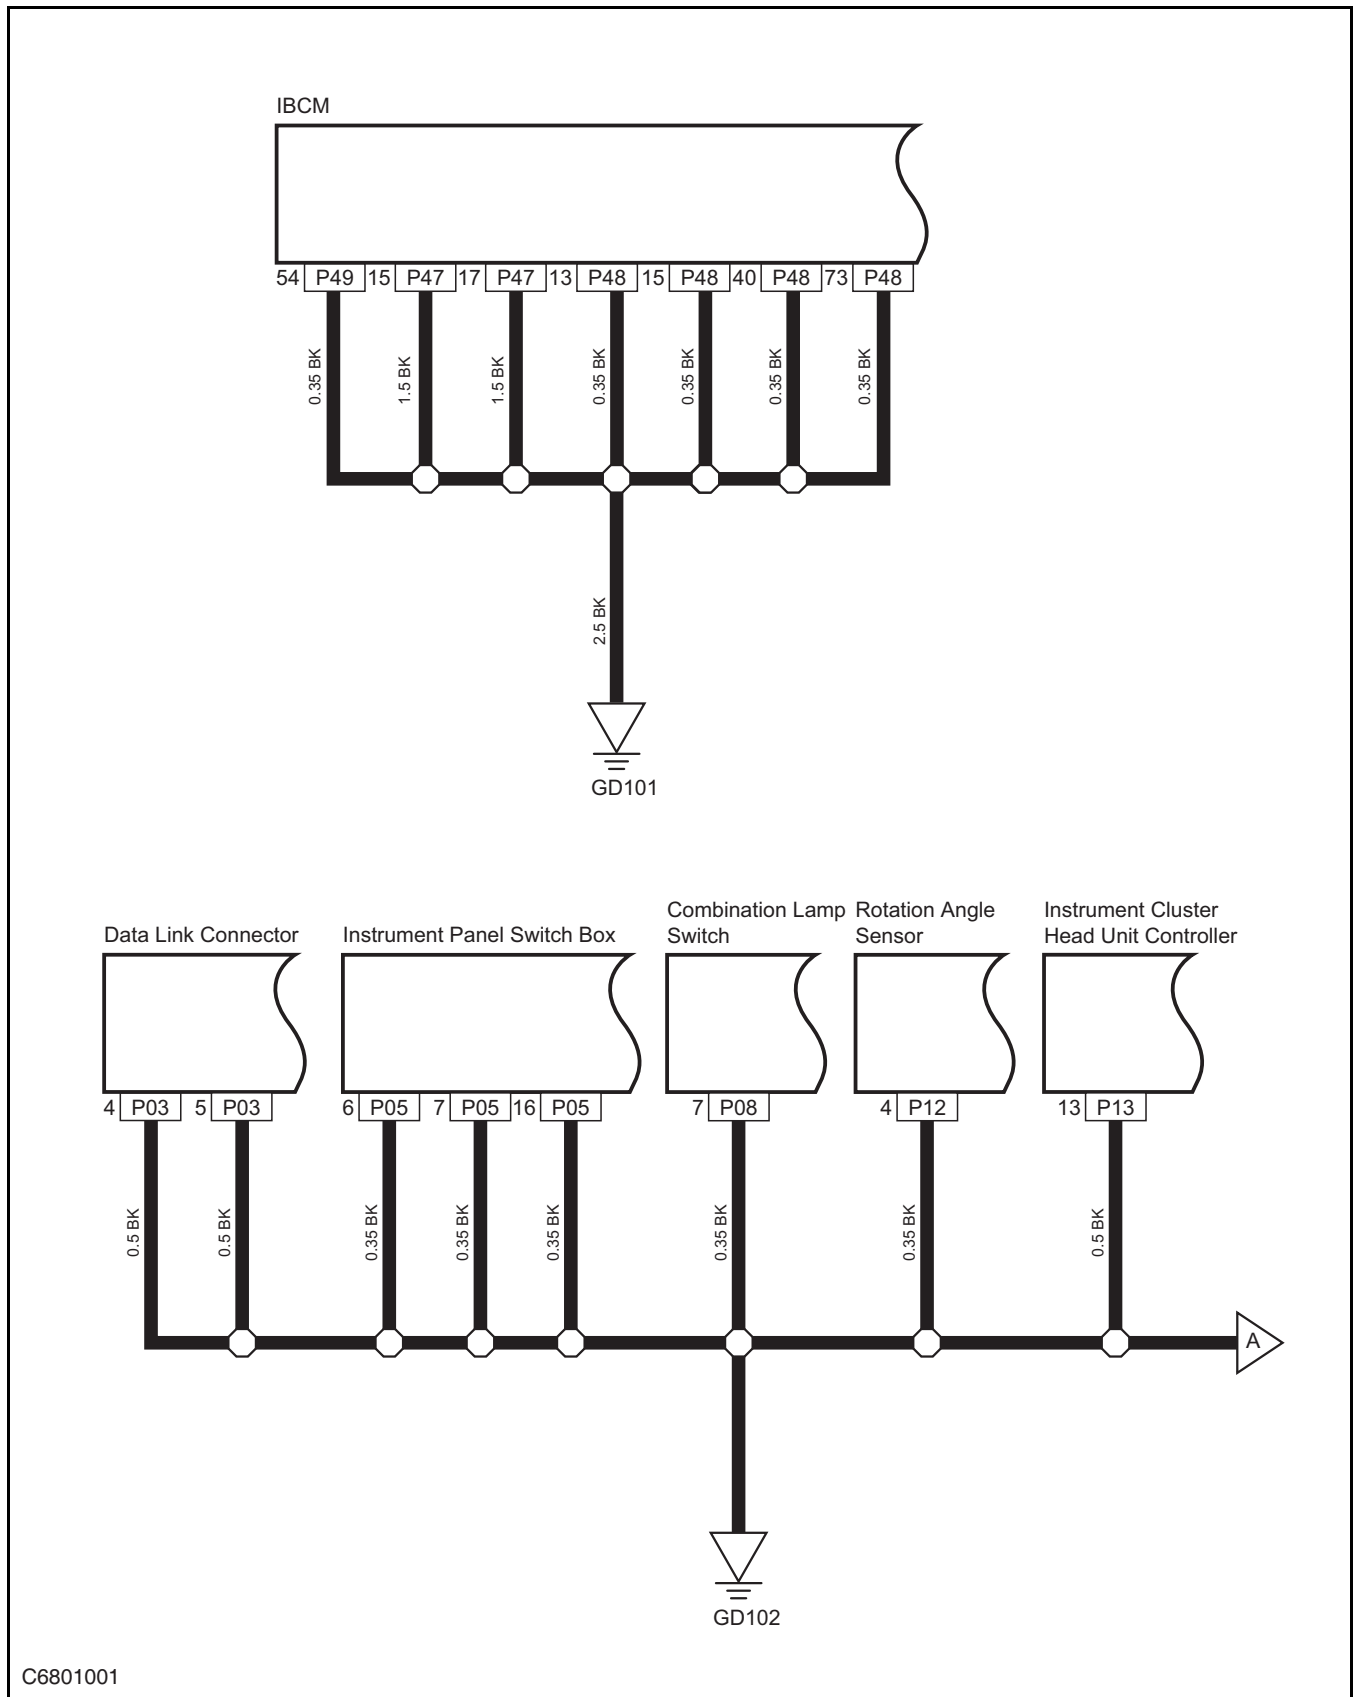 IBCM
54 P49 15 P47 17 P47 13 P48 15 P48 40 P48 73 P48
0.35 BK
1.5 BK
1.5 BK
0.35 BK
0.35 BK
0.35 BK
0.35 BK
2.5 BK
GD101
Data Link Connector
Instrument Panel Switch Box
Combination Lamp
Switch
Rotation Angle
Sensor
Instrument Cluster
Head Unit Controller
4 P03 5 P03 6 P05 7 P05 16 P05 7 P08 4 P12 13 P13
0.5 BK
0.5 BK
0.35 BK
0.35 BK
0.35 BK
0.35 BK
0.35 BK
0.5 BK
A
GD102
C6801001